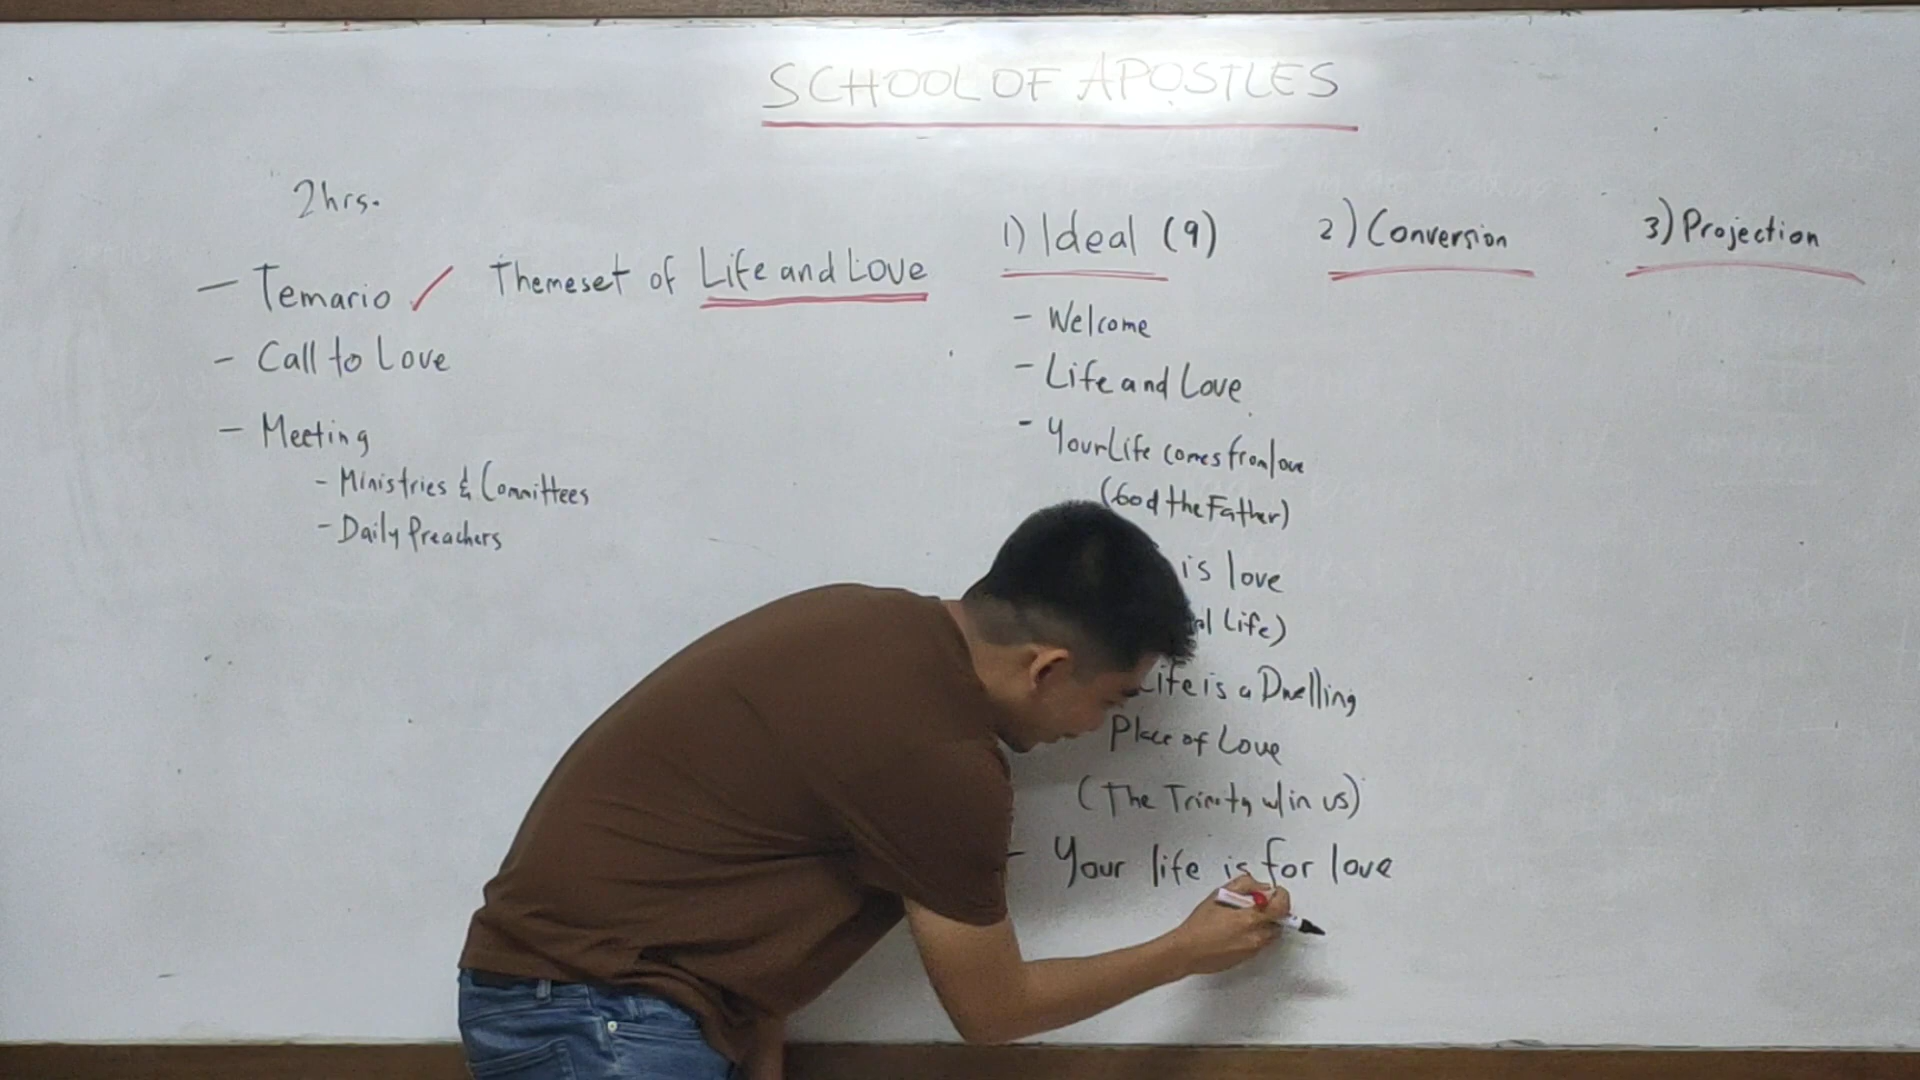 SCHOOL OF APOSTLES
2hrs.
- Temario ✓ Themeset of Life and Love
- Call to Love
- Meeting
- Ministries & Committees
- Daily Preachers
1) Ideal (9)
- Welcome
- Life and Love
- Your Life comes from love
(God the Father)
is love
Life)
Life is a Dwelling
Place of Love
(The Trinity w/in us)
- Your life is for love
2) Conversion
3) Projection